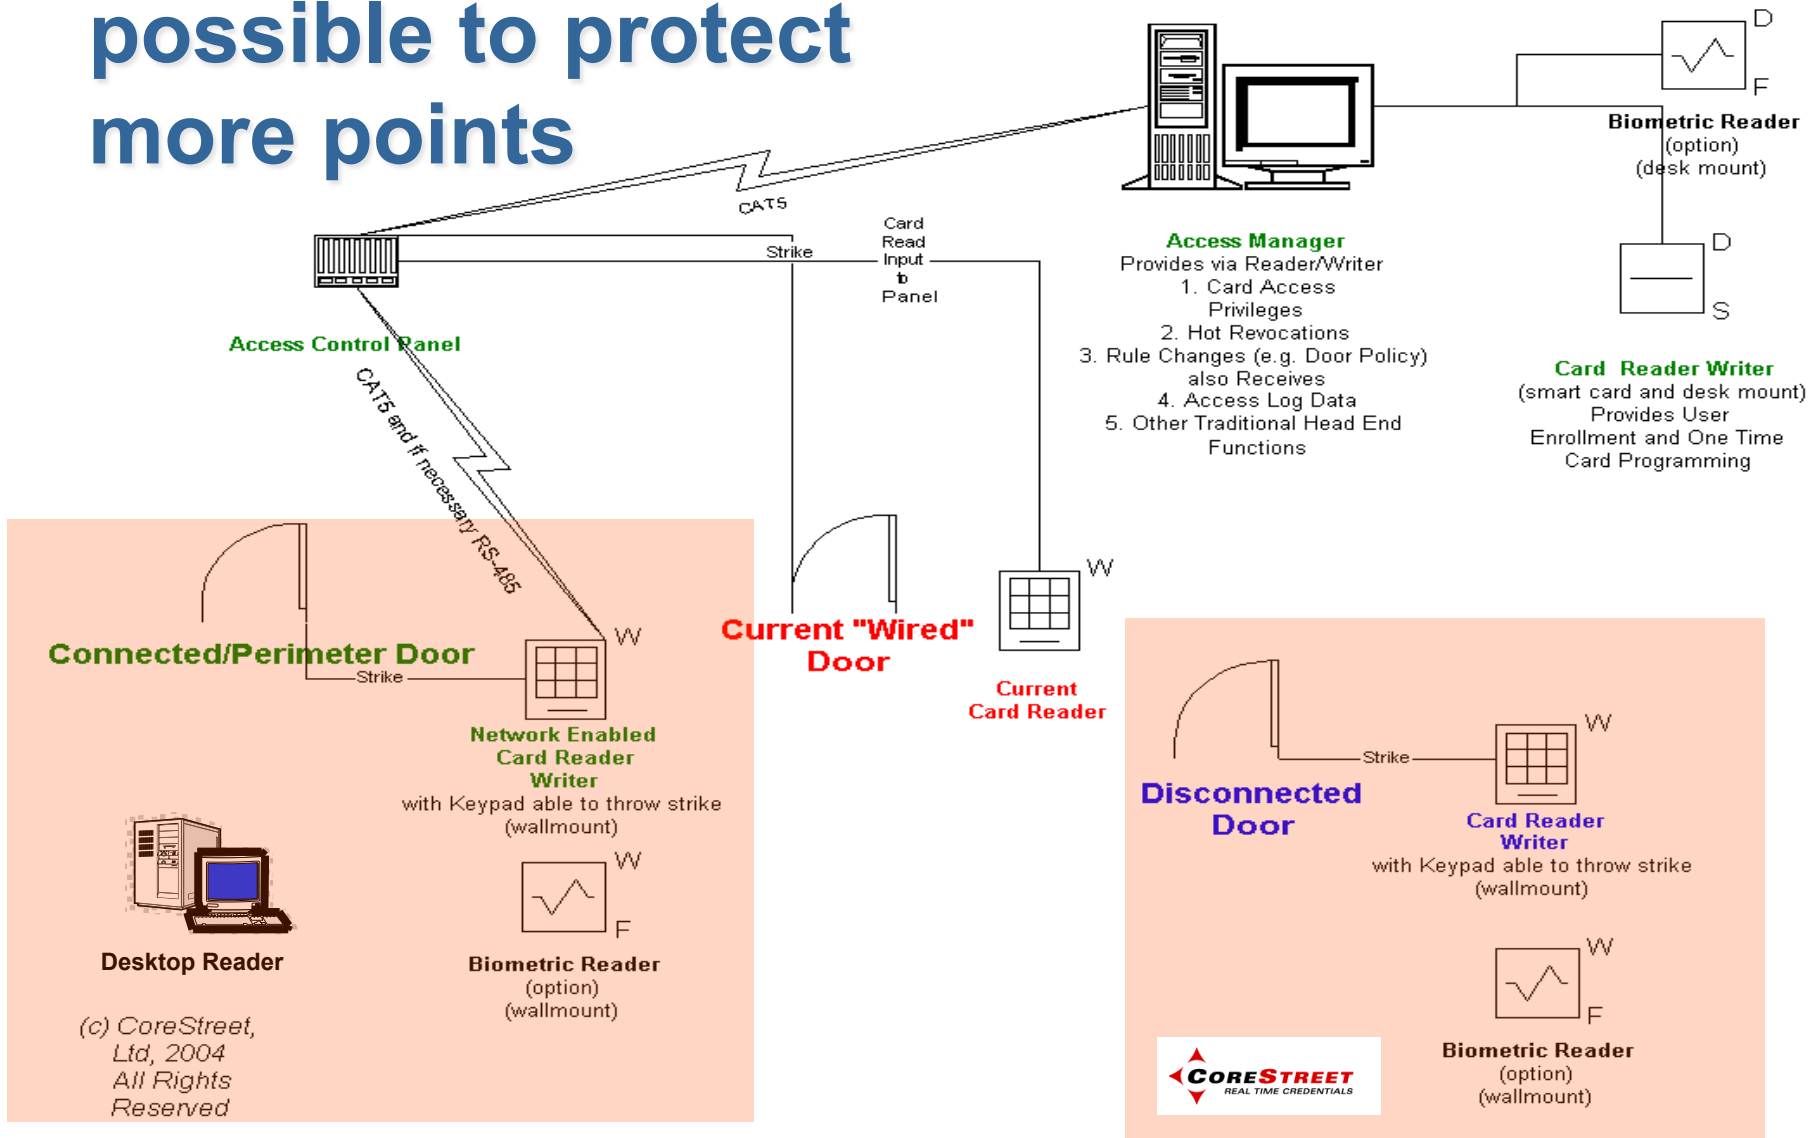 possible to protect
more points
D
F
Biometric Reader
(option)
(desk mount)
CAT5
Card
Read
Input
to
Panel
Strike
Access Manager
Provides via Reader/Writer
1. Card Access
Privileges
2. Hot Revocations
3. Rule Changes (e.g. Door Policy)
also Receives
4. Access Log Data
5. Other Traditional Head End
Functions
D
S
Card Reader Writer
(smart card and desk mount)
Provides User
Enrollment and One Time
Card Programming
Access Control Panel
CAT5 and if necessary RS-485
Connected/Perimeter Door
Strike
W
Network Enabled
Card Reader
Writer
with Keypad able to throw strike
(wallmount)
W
F
Biometric Reader
(option)
(wallmount)
Desktop Reader
(c) CoreStreet,
Ltd, 2004
All Rights
Reserved
Current "Wired"
Door
W
Current
Card Reader
Disconnected
Door
Strike
W
Card Reader
Writer
with Keypad able to throw strike
(wallmount)
W
F
Biometric Reader
(option)
(wallmount)
CORESTREET
REAL TIME CREDENTIALS